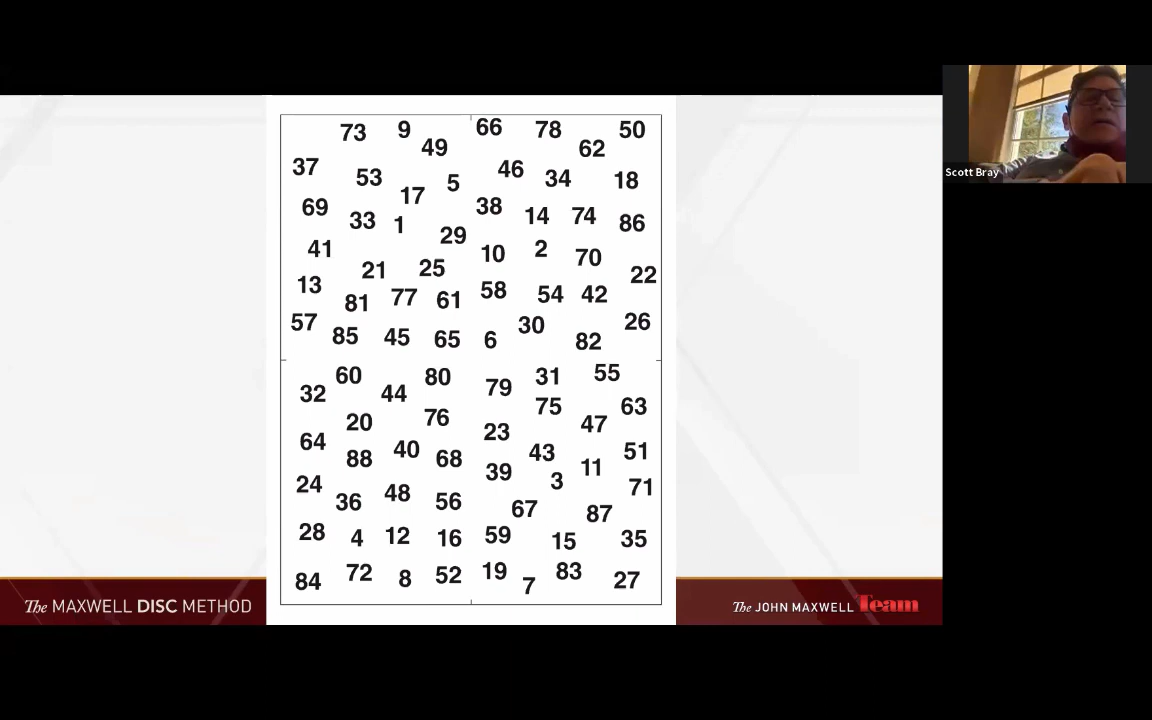 73 9 49 66 78 62 50
37 53 17 5 46 34 18
69 33 1 29 38 14 74 86
41 21 25 10 2 70 22
13 81 77 61 58 54 42
57 85 45 65 6 30 82 26
32 60 44 80 79 31 55
20 76 75 47 63
64 88 40 68 23 43 11 51
24 36 48 56 39 3 71
67 87
28 4 12 16 59 15 35
84 72 8 52 19 7 83 27
The MAXWELL DISC METHOD
The JOHN MAXWELL Team
Scott Bray